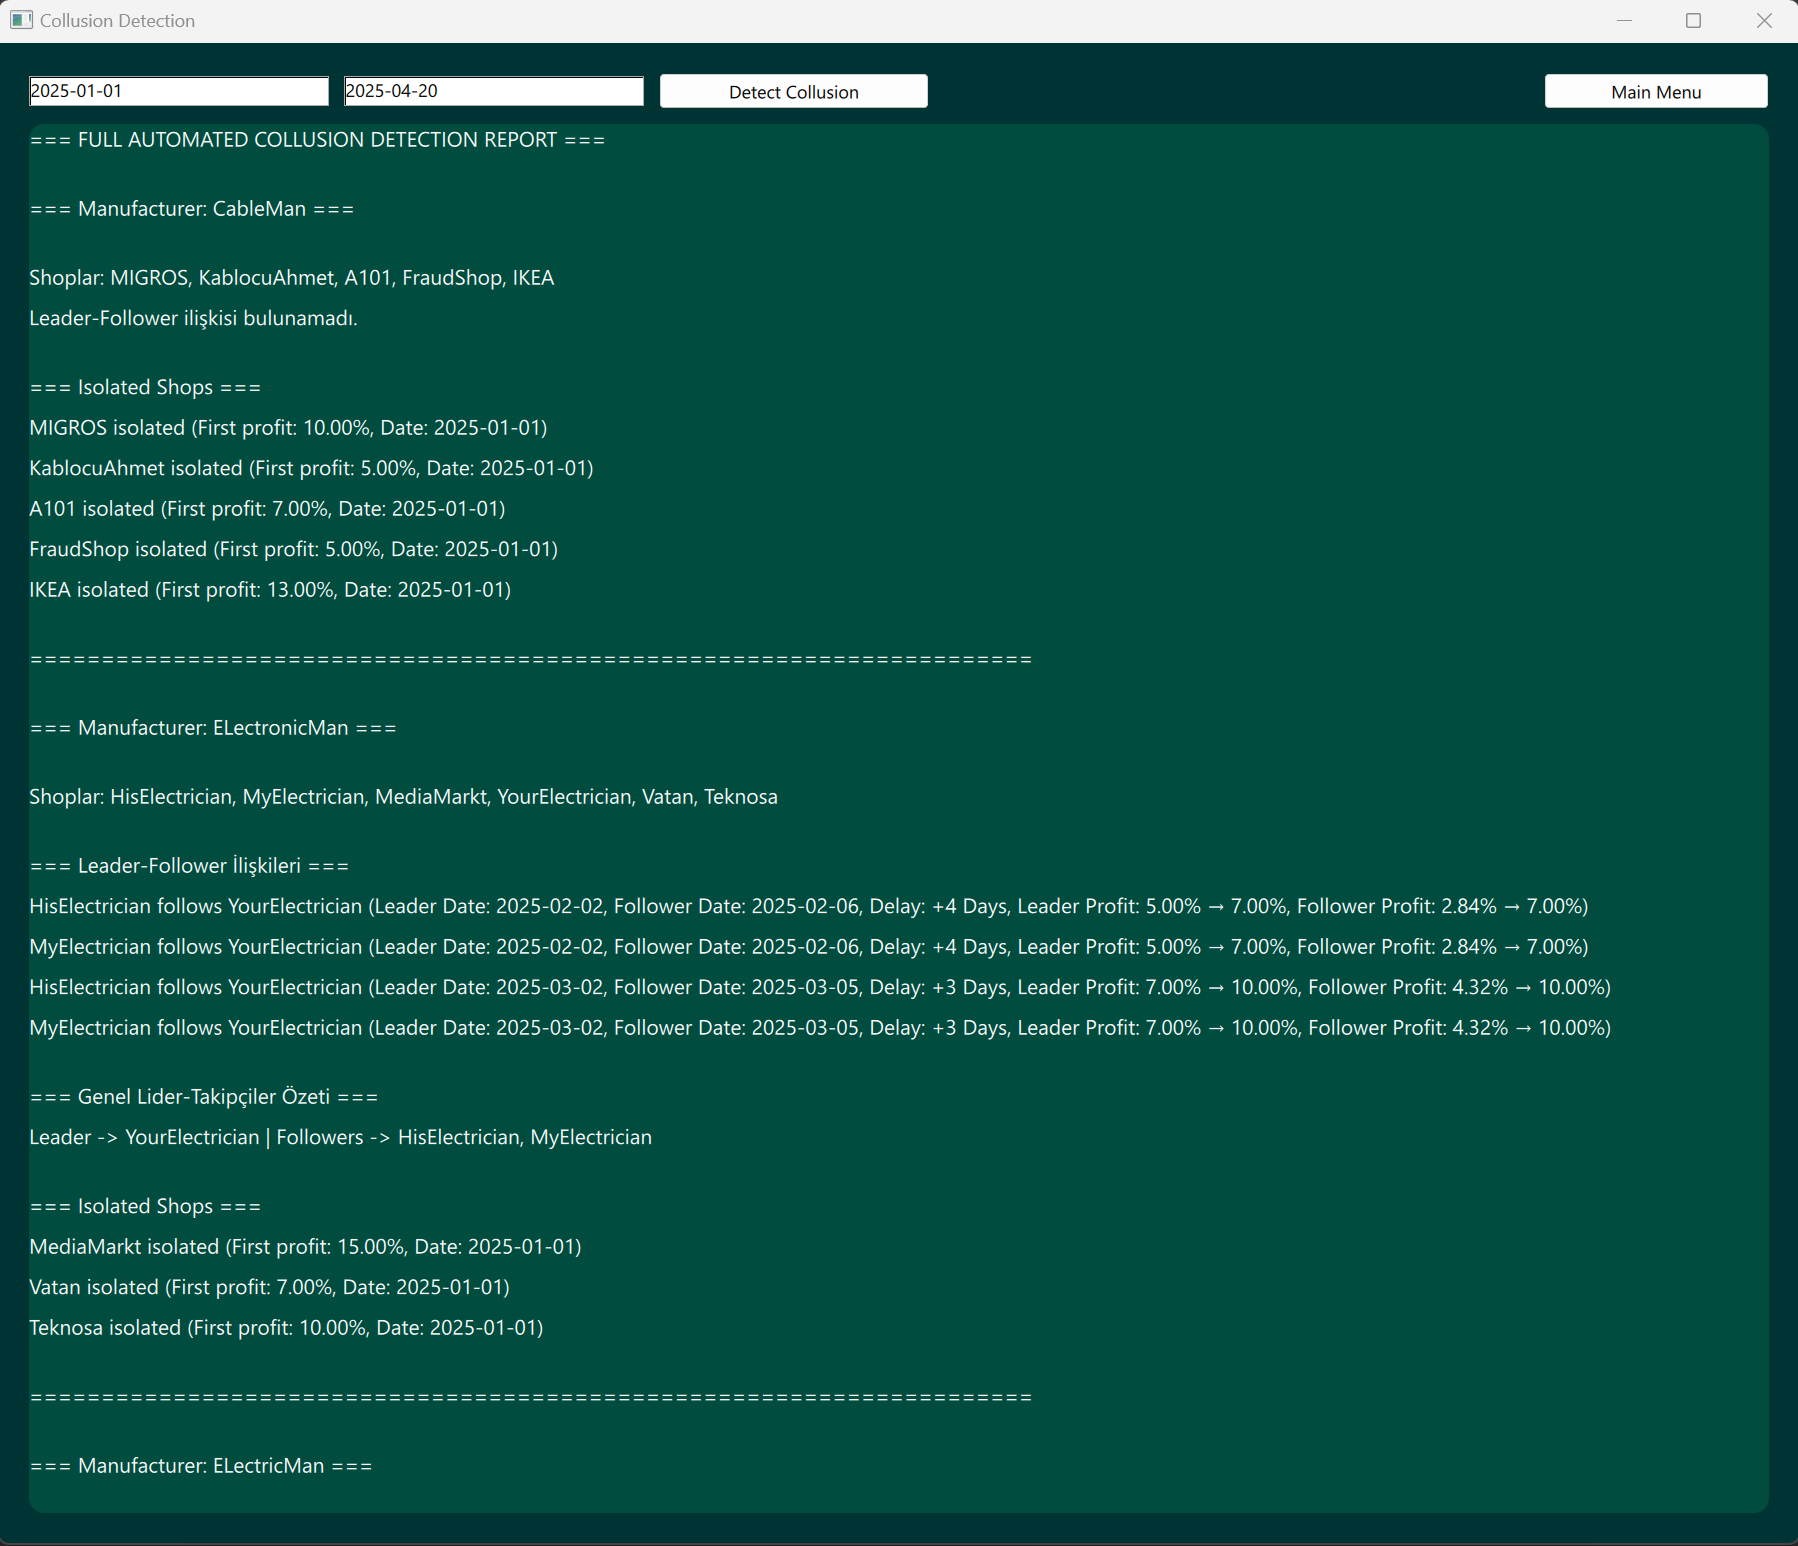 Collusion Detection
2025-01-01
2025-04-20
Detect Collusion
Main Menu
=== FULL AUTOMATED COLLUSION DETECTION REPORT ===
=== Manufacturer: CableMan ===
Shoplar: MIGROS, KablocuAhmet, A101, FraudShop, IKEA
Leader-Follower ilişkisi bulunamadı.
=== Isolated Shops ===
MIGROS isolated (First profit: 10.00%, Date: 2025-01-01)
KablocuAhmet isolated (First profit: 5.00%, Date: 2025-01-01)
A101 isolated (First profit: 7.00%, Date: 2025-01-01)
FraudShop isolated (First profit: 5.00%, Date: 2025-01-01)
IKEA isolated (First profit: 13.00%, Date: 2025-01-01)
======================================================================
=== Manufacturer: ELectronicMan ===
Shoplar: HisElectrician, MyElectrician, MediaMarkt, YourElectrician, Vatan, Teknosa
=== Leader-Follower İlişkileri ===
HisElectrician follows YourElectrician (Leader Date: 2025-02-02, Follower Date: 2025-02-06, Delay: +4 Days, Leader Profit: 5.00% → 7.00%, Follower Profit: 2.84% → 7.00%)
MyElectrician follows YourElectrician (Leader Date: 2025-02-02, Follower Date: 2025-02-06, Delay: +4 Days, Leader Profit: 5.00% → 7.00%, Follower Profit: 2.84% → 7.00%)
HisElectrician follows YourElectrician (Leader Date: 2025-03-02, Follower Date: 2025-03-05, Delay: +3 Days, Leader Profit: 7.00% → 10.00%, Follower Profit: 4.32% → 10.00%)
MyElectrician follows YourElectrician (Leader Date: 2025-03-02, Follower Date: 2025-03-05, Delay: +3 Days, Leader Profit: 7.00% → 10.00%, Follower Profit: 4.32% → 10.00%)
=== Genel Lider-Takipçiler Özeti ===
Leader -> YourElectrician | Followers -> HisElectrician, MyElectrician
=== Isolated Shops ===
MediaMarkt isolated (First profit: 15.00%, Date: 2025-01-01)
Vatan isolated (First profit: 7.00%, Date: 2025-01-01)
Teknosa isolated (First profit: 10.00%, Date: 2025-01-01)
======================================================================
=== Manufacturer: ELectricMan ===